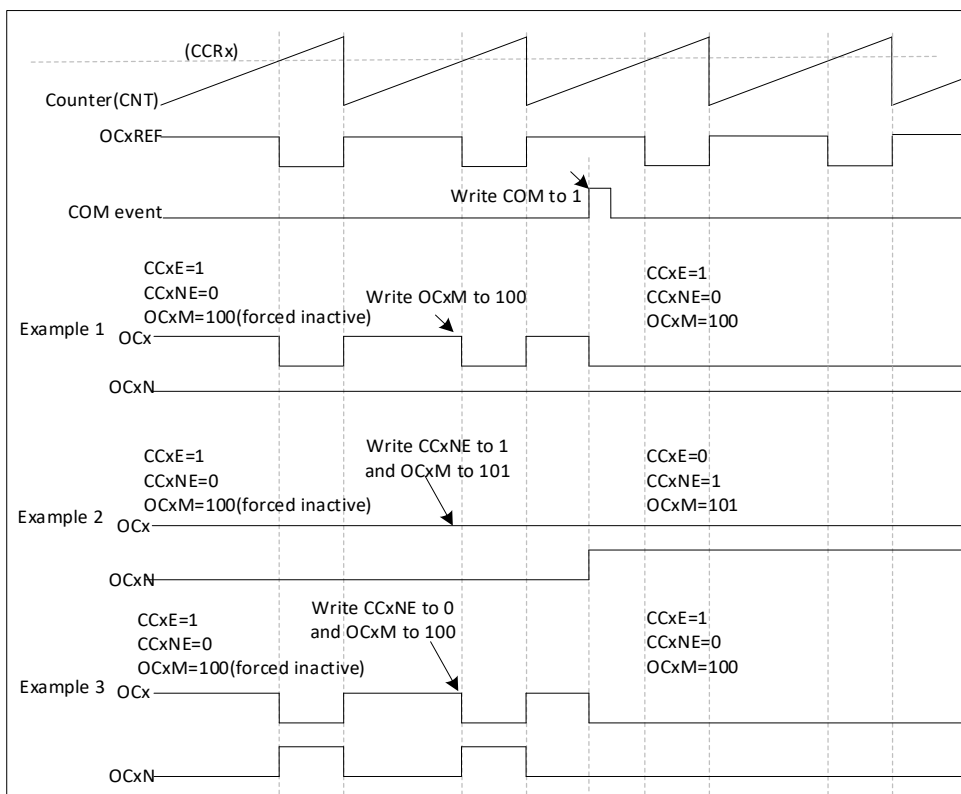 (CCRx)
Counter(CNT)
OCxREF
Write COM to 1
COM event
CCxE=1
CCxNE=0
OCxM=100(forced inactive)
Write OCxM to 100
CCxE=1
CCxNE=0
OCxM=100
Example 1
OCx
OCxN
CCxE=1
CCxNE=0
OCxM=100(forced inactive)
Write CCxNE to 1
and OCxM to 101
CCxE=0
CCxNE=1
OCxM=101
Example 2
OCx
OCxN
CCxE=1
CCxNE=0
OCxM=100(forced inactive)
Write CCxNE to 0
and OCxM to 100
CCxE=1
CCxNE=0
OCxM=100
Example 3
OCx
OCxN